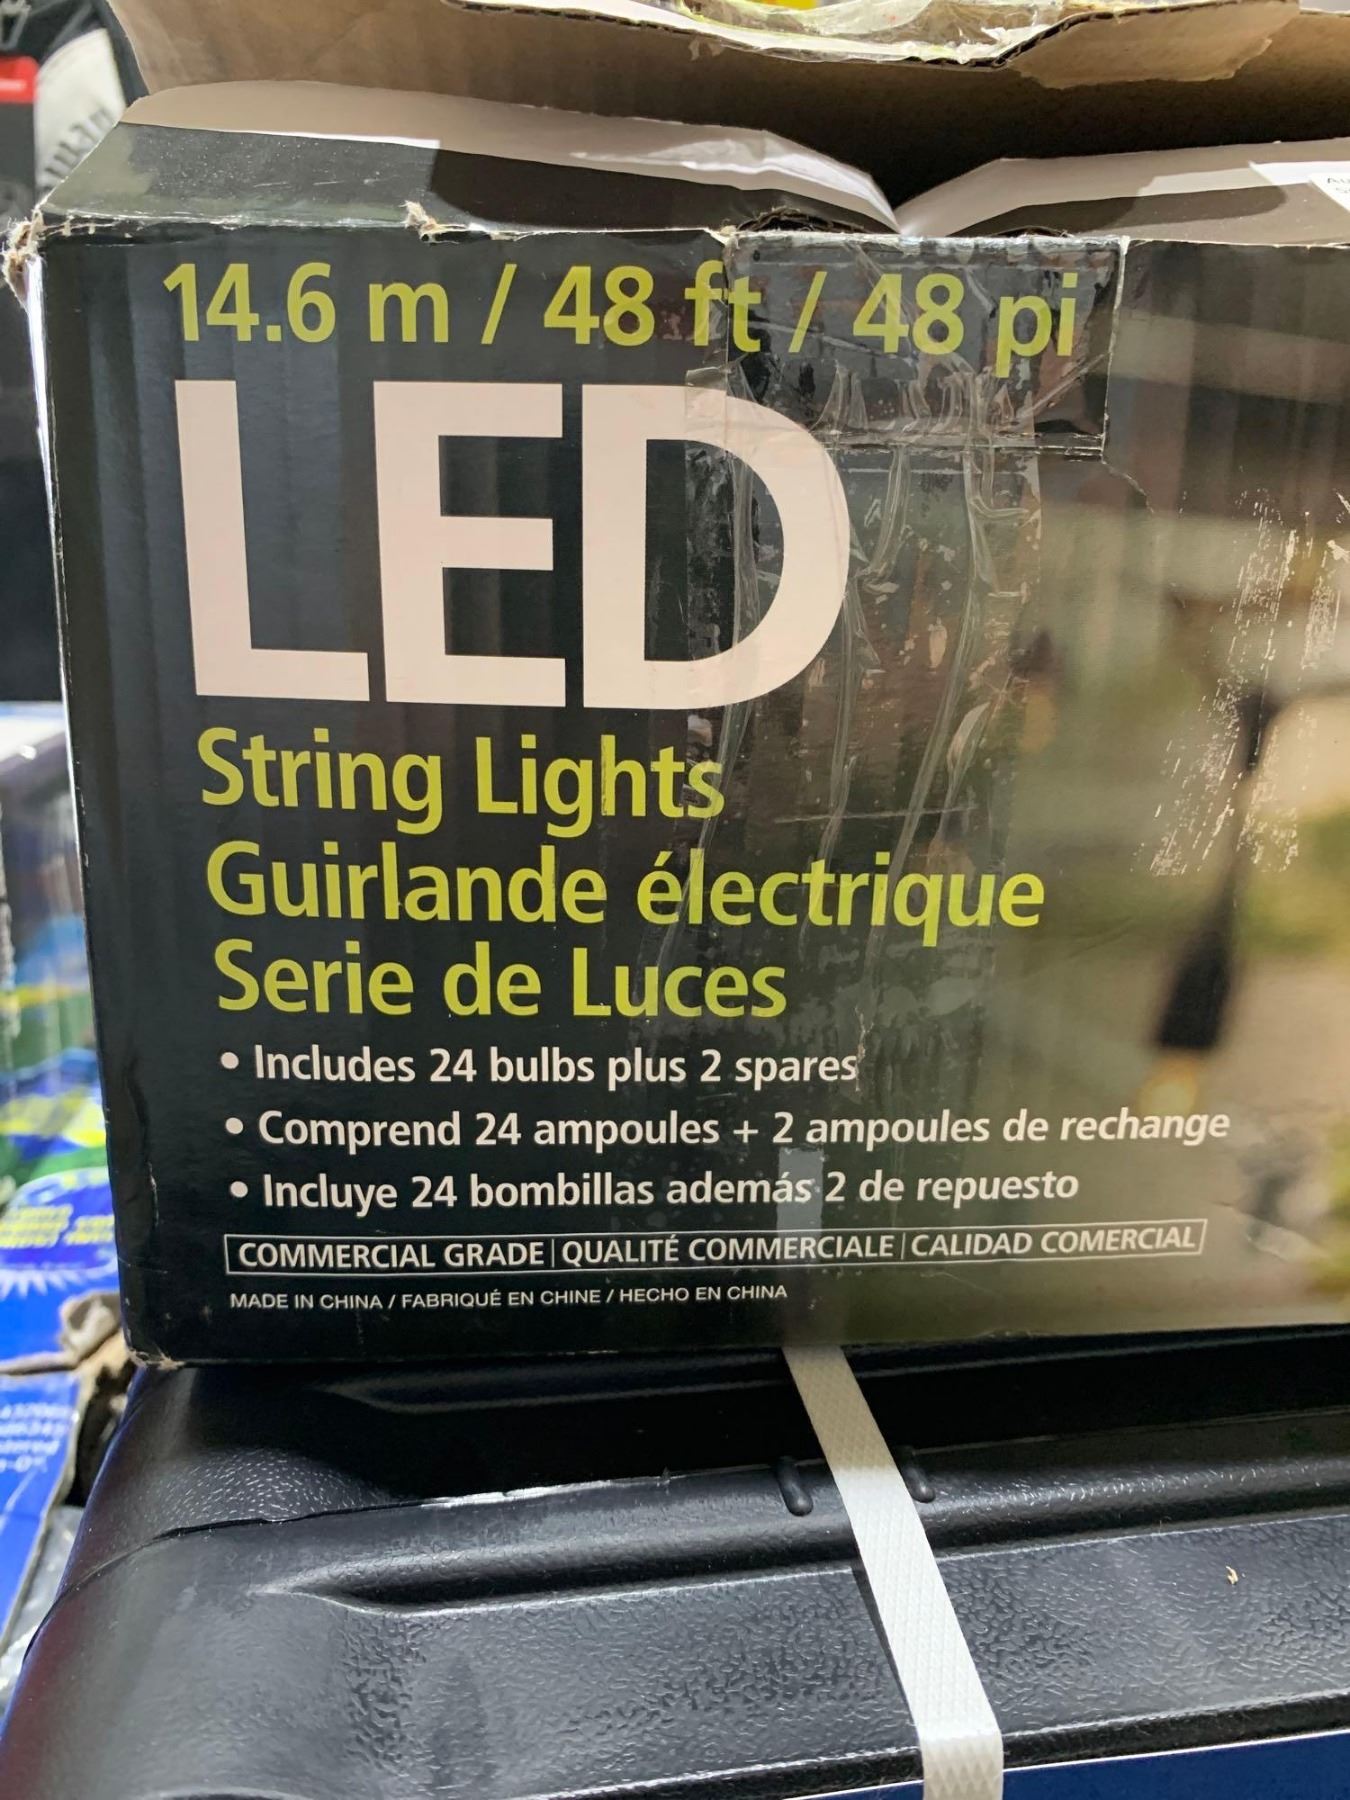 14.6 m / 48 ft / 48 pi
LED
String Lights
Guirlande électrique
Serie de Luces
• Includes 24 bulbs plus 2 spares
• Comprend 24 ampoules + 2 ampoules de rechange
• Incluye 24 bombillas además 2 de repuesto
COMMERCIAL GRADE | QUALITÉ COMMERCIALE | CALIDAD COMERCIAL
MADE IN CHINA / FABRIQUÉ EN CHINE / HECHO EN CHINA